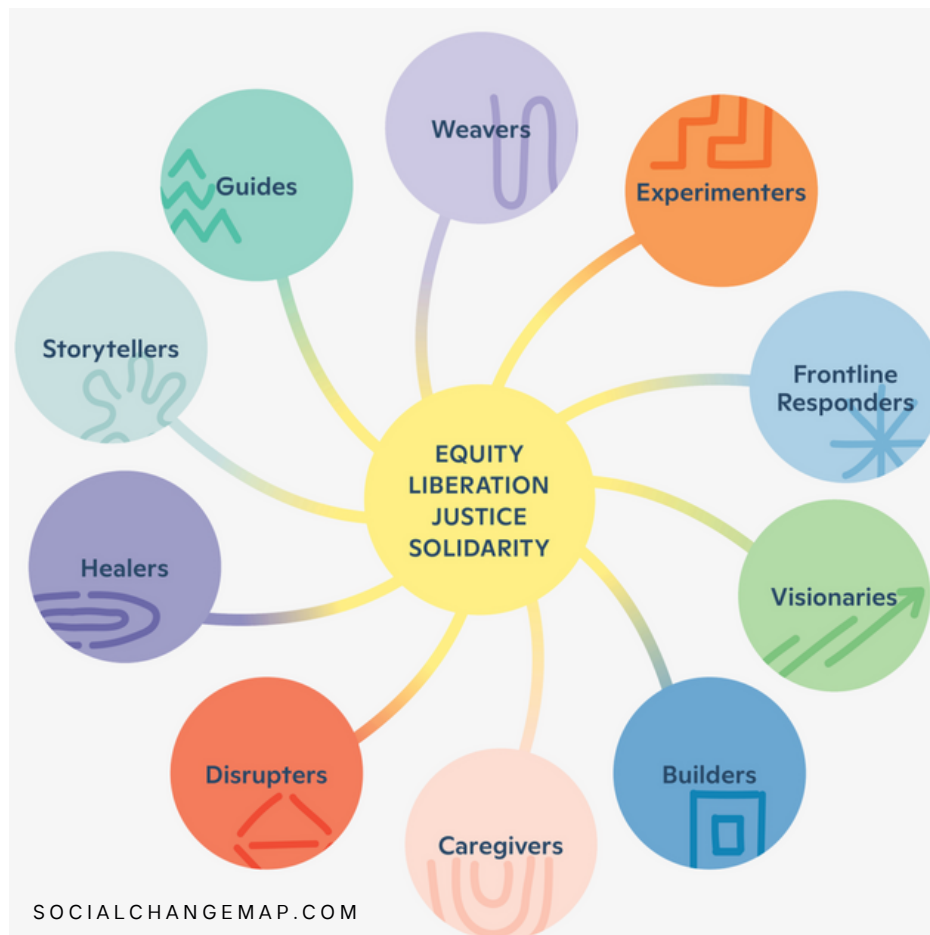 Weavers
Experimenters
Guides
Frontline
Responders
Storytellers
EQUITY
LIBERATION
JUSTICE
SOLIDARITY
Healers
Visionaries
Disrupters
Builders
Caregivers
SOCIALCHANGEMAP.COM